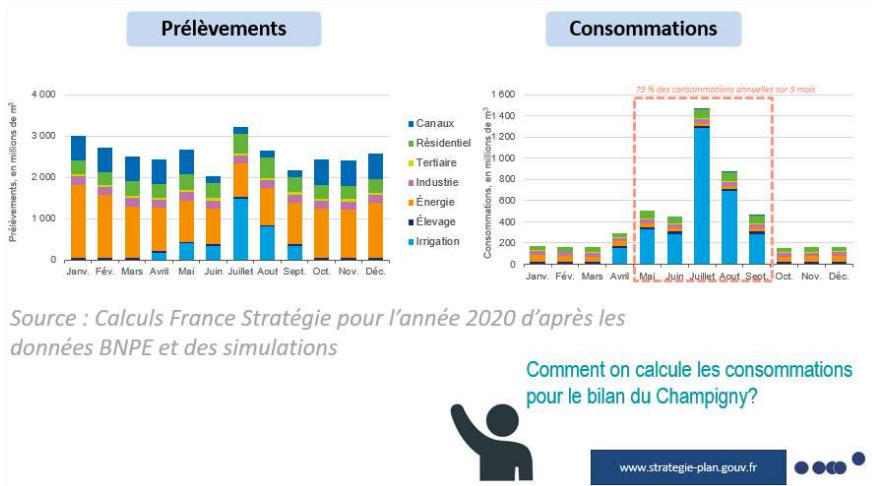 Prélèvements
Consommations
Prélèvements, en millions de m³
4 000
3 000
2 000
1 000
0
Janv. Fév. Mars Avril Mai Juin Juillet Aout Sept. Oct. Nov. Déc.
Canaux
Résidentiel
Tertiaire
Industrie
Énergie
Élevage
Irrigation
75 % des consommations annuelles sur 5 mois
Consommations, en millions de m³
1 600
1 400
1 200
1 000
800
600
400
200
0
Janv. Fév. Mars Avril Mai Juin Juillet Aout Sept. Oct. Nov. Déc.
Source : Calculs France Stratégie pour l’année 2020 d’après les
données BNPE et des simulations
Comment on calcule les consommations
pour le bilan du Champigny?
www.strategie-plan.gouv.fr